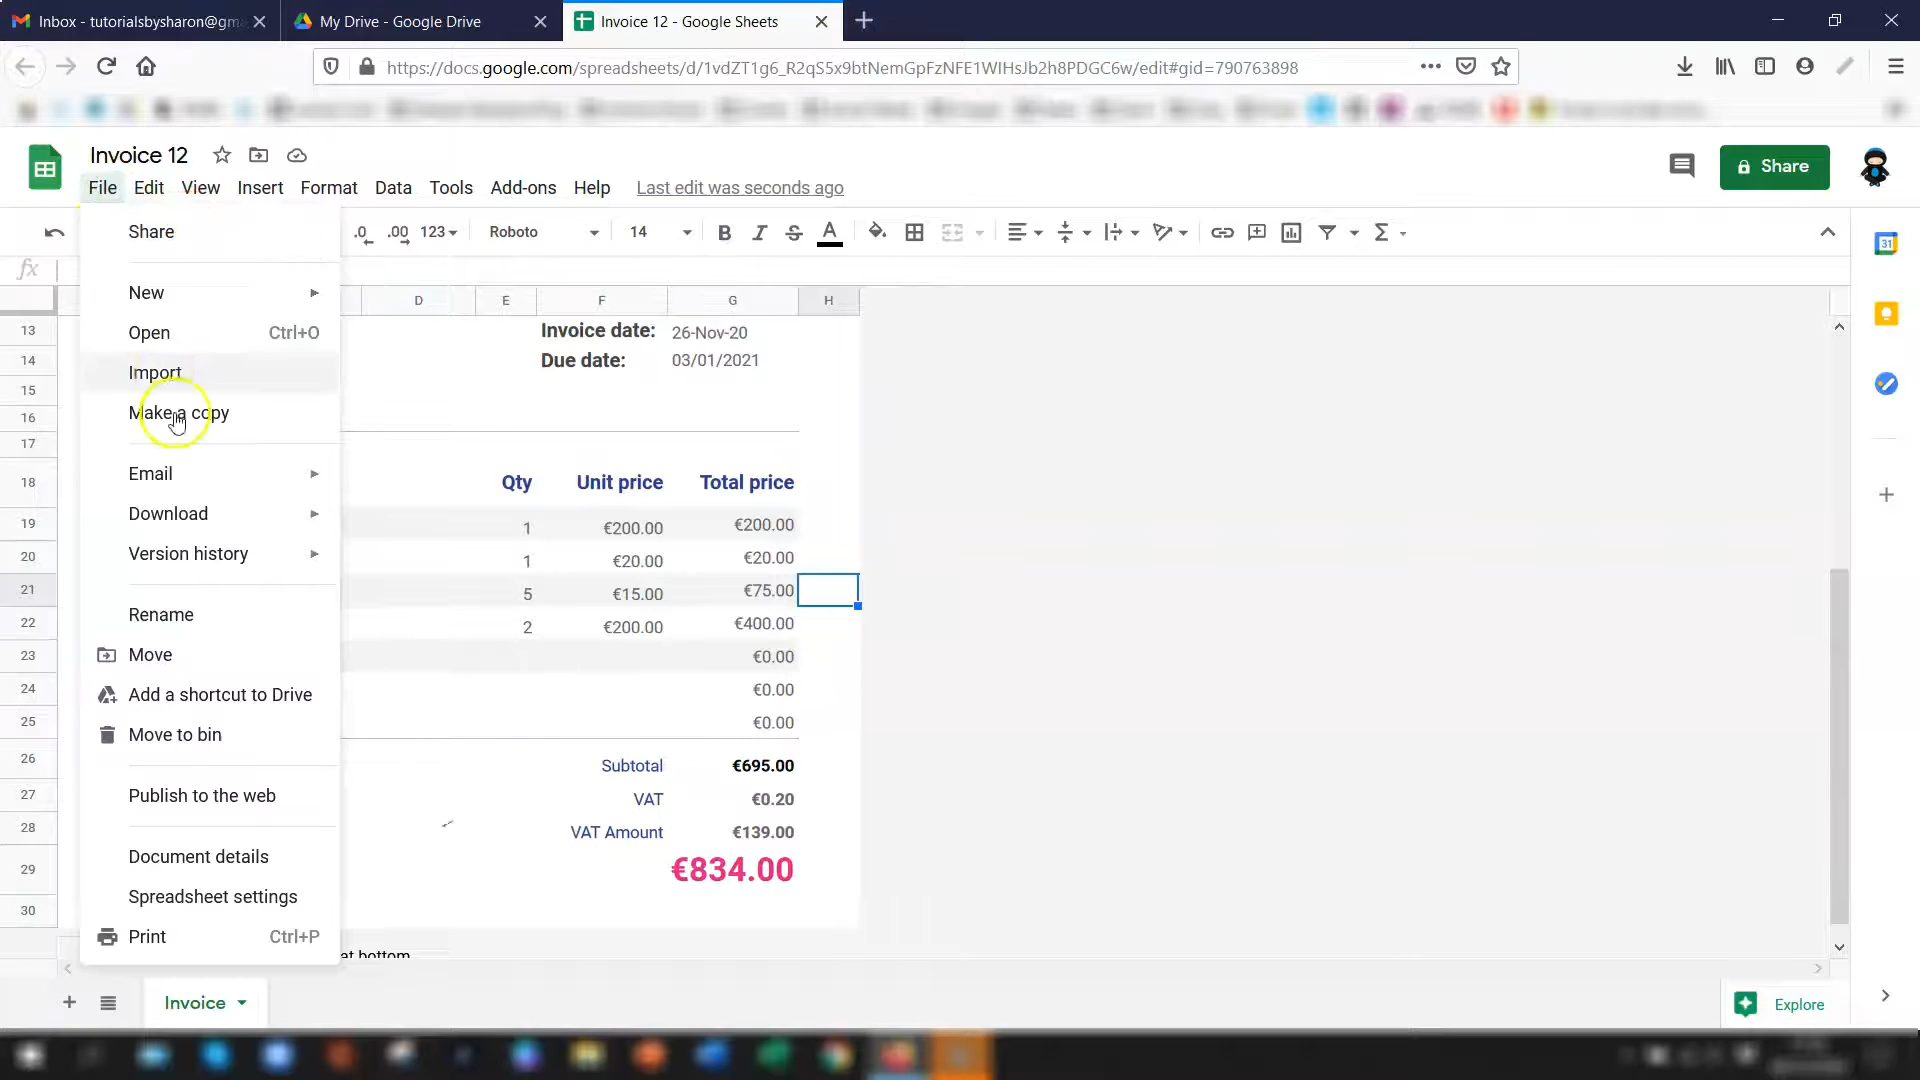 Inbox - tutorialsbysharon@gm
My Drive - Google Drive
Invoice 12 - Google Sheets
https://docs.google.com/spreadsheets/d/1vdZT1g6_R2qS5x9btNemGpFzNFE1WIHsJb2h8PDGC6w/edit#gid=790763898
Invoice 12
File Edit View Insert Format Data Tools Add-ons Help Last edit was seconds ago
Share
.0 .00 123 Roboto 14 B I S A
fx
Share
New
Open Ctrl+O
Import
Make a copy
Email
Download
Version history
Rename
Move
Add a shortcut to Drive
Move to bin
Publish to the web
Document details
Spreadsheet settings
Print Ctrl+P
D E F G H
13 Invoice date: 26-Nov-20
14 Due date: 03/01/2021
15
16
17
18 Qty Unit price Total price
19 1 €200.00 €200.00
20 1 €20.00 €20.00
21 5 €15.00 €75.00
22 2 €200.00 €400.00
23 €0.00
24 €0.00
25 €0.00
26 Subtotal €695.00
27 VAT €0.20
28 VAT Amount €139.00
29 €834.00
30
at bottom
31
Invoice
Explore